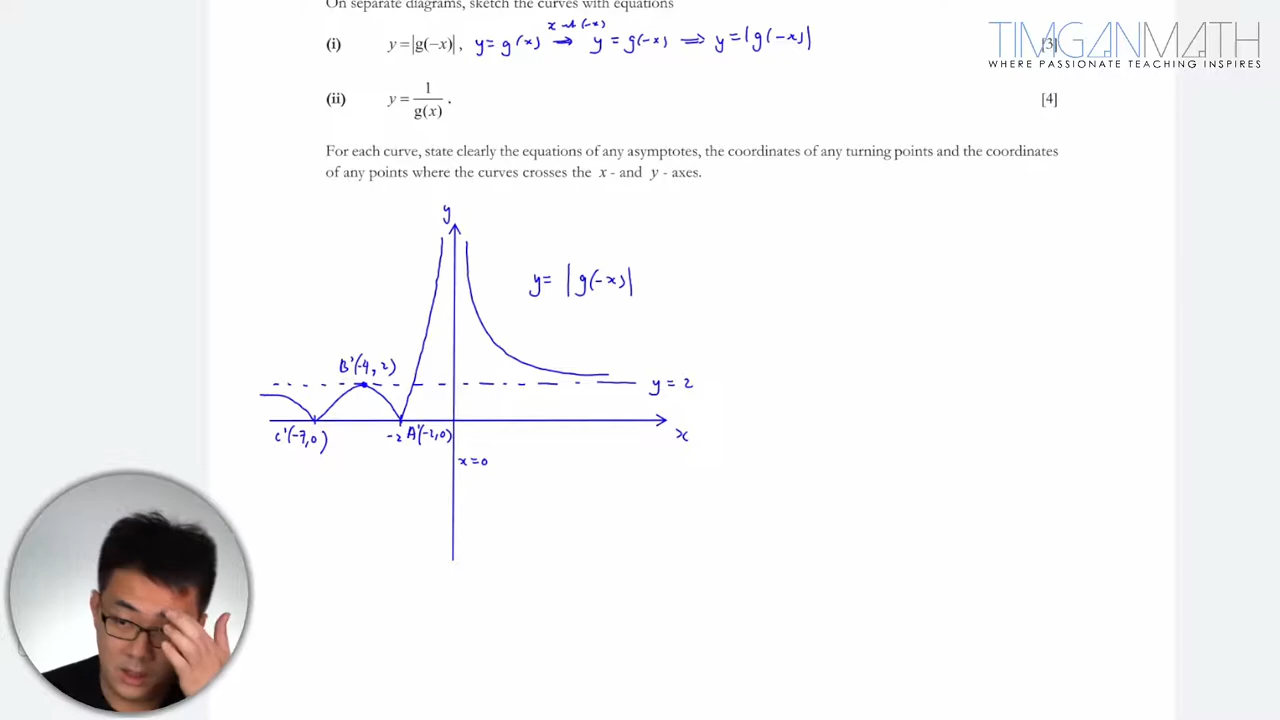 On separate diagrams, sketch the curves with equations
x → (-x)
(i) y = |g(-x)|, y = g(x) → y = g(-x) ⇒ y = |g(-x)| [3]
TIMGANMATH
WHERE PASSIONATE TEACHING INSPIRES
(ii) y = 1/g(x). [4]
For each curve, state clearly the equations of any asymptotes, the coordinates of any turning points and the coordinates
of any points where the curves crosses the x - and y - axes.
y
y = |g(-x)|
B'(-4, 2)
y = 2
C'(-7,0) -2 A'(-2,0) x
x=0